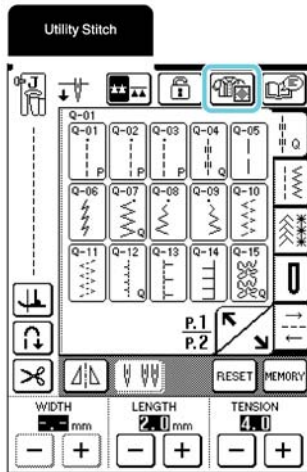 Utility Stitch
J
Q-01
Q-01 Q-02 Q-03 Q-04 Q-05
P P P Q
Q
Q-06 Q-07 Q-08 Q-09 Q-10
Q Q
Q-11 Q-12 Q-13 Q-14 Q-15
Q Q
P.1
P.2
RESET MEMORY
WIDTH LENGTH TENSION
-.- mm 2.0 mm 4.0
- + - + - +